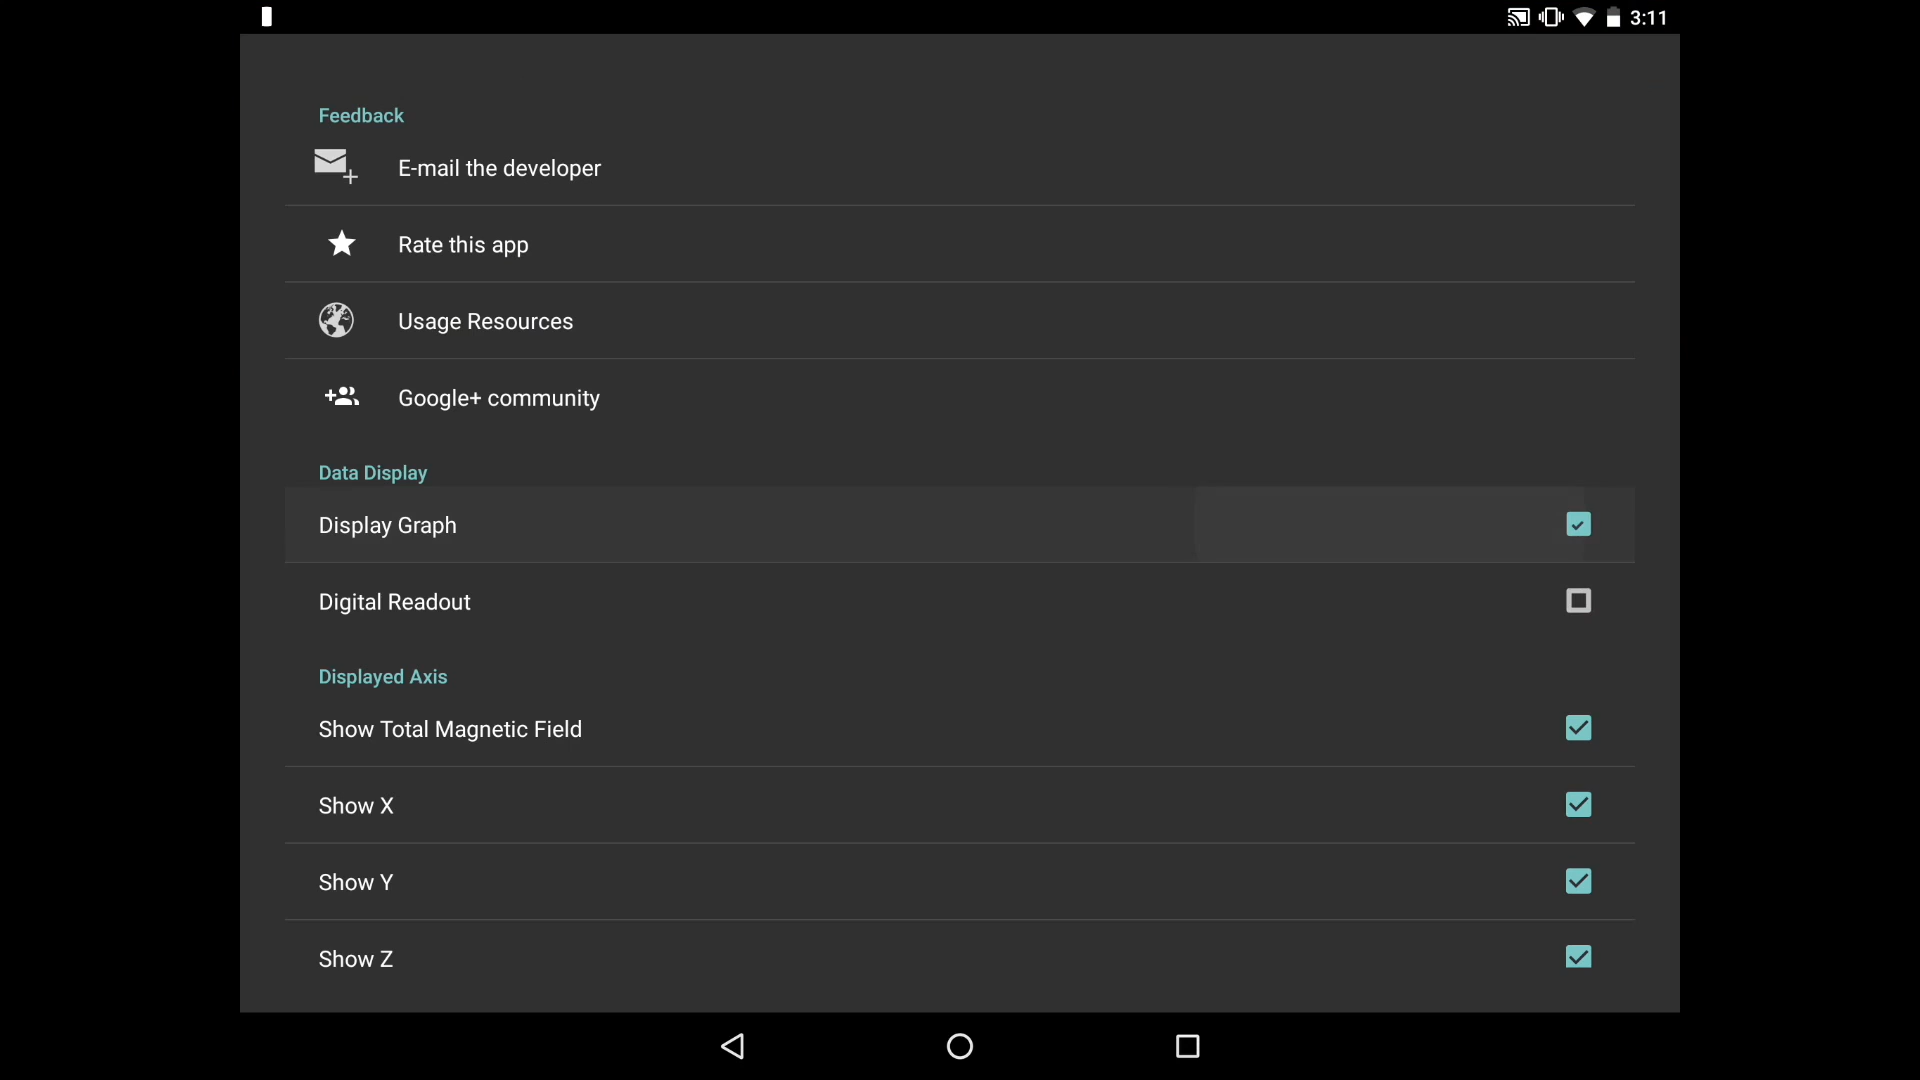 3:11
Feedback
E-mail the developer
Rate this app
Usage Resources
Google+ community
Data Display
Display Graph
Digital Readout
Displayed Axis
Show Total Magnetic Field
Show X
Show Y
Show Z